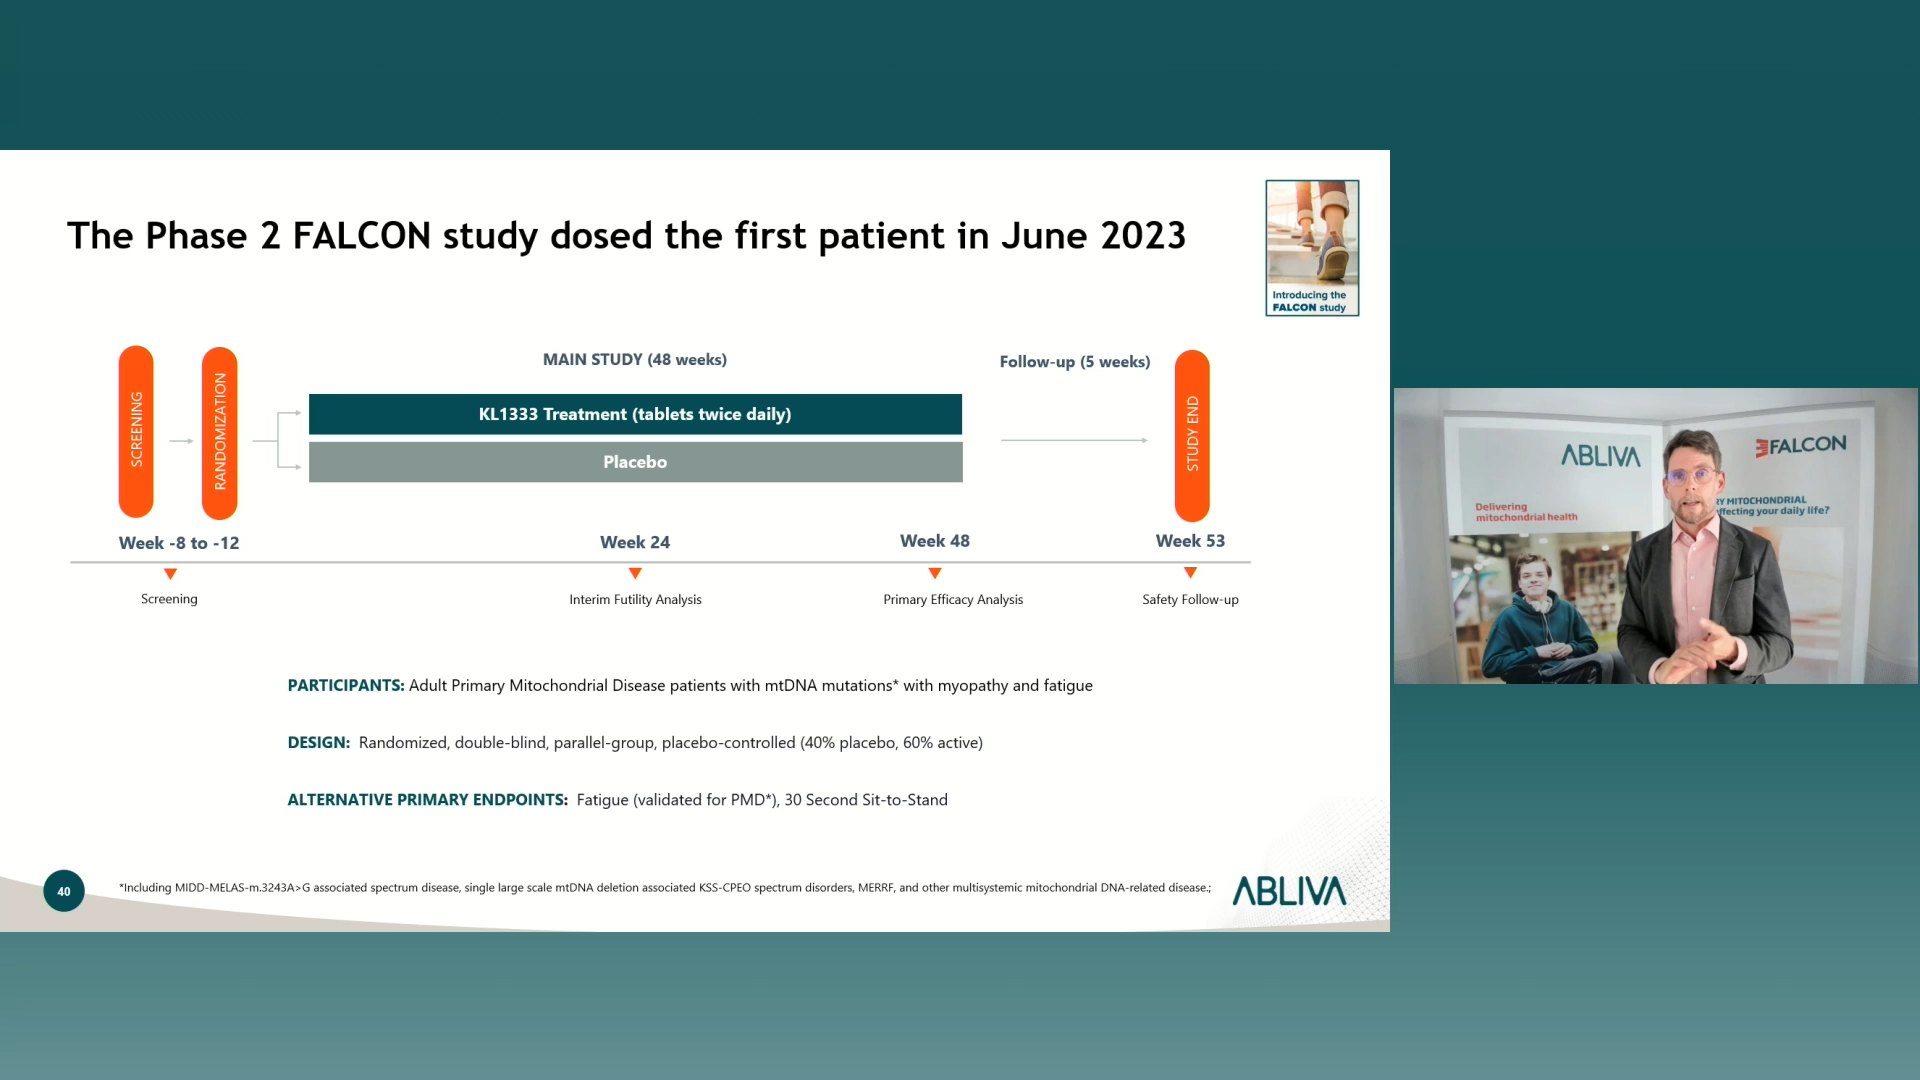 The Phase 2 FALCON study dosed the first patient in June 2023
Introducing the
FALCON study
SCREENING
RANDOMIZATION
MAIN STUDY (48 weeks)
KL1333 Treatment (tablets twice daily)
Placebo
Follow-up (5 weeks)
STUDY END
Week -8 to -12
Week 24
Week 48
Week 53
Screening
Interim Futility Analysis
Primary Efficacy Analysis
Safety Follow-up
PARTICIPANTS: Adult Primary Mitochondrial Disease patients with mtDNA mutations* with myopathy and fatigue
DESIGN: Randomized, double-blind, parallel-group, placebo-controlled (40% placebo, 60% active)
ALTERNATIVE PRIMARY ENDPOINTS: Fatigue (validated for PMD*), 30 Second Sit-to-Stand
40
*Including MIDD-MELAS-m.3243A>G associated spectrum disease, single large scale mtDNA deletion associated KSS-CPEO spectrum disorders, MERRF, and other multisystemic mitochondrial DNA-related disease.;
ABLIVA
ABLIVA
Delivering
mitochondrial health
FALCON
MITOCHONDRIAL
your daily life?